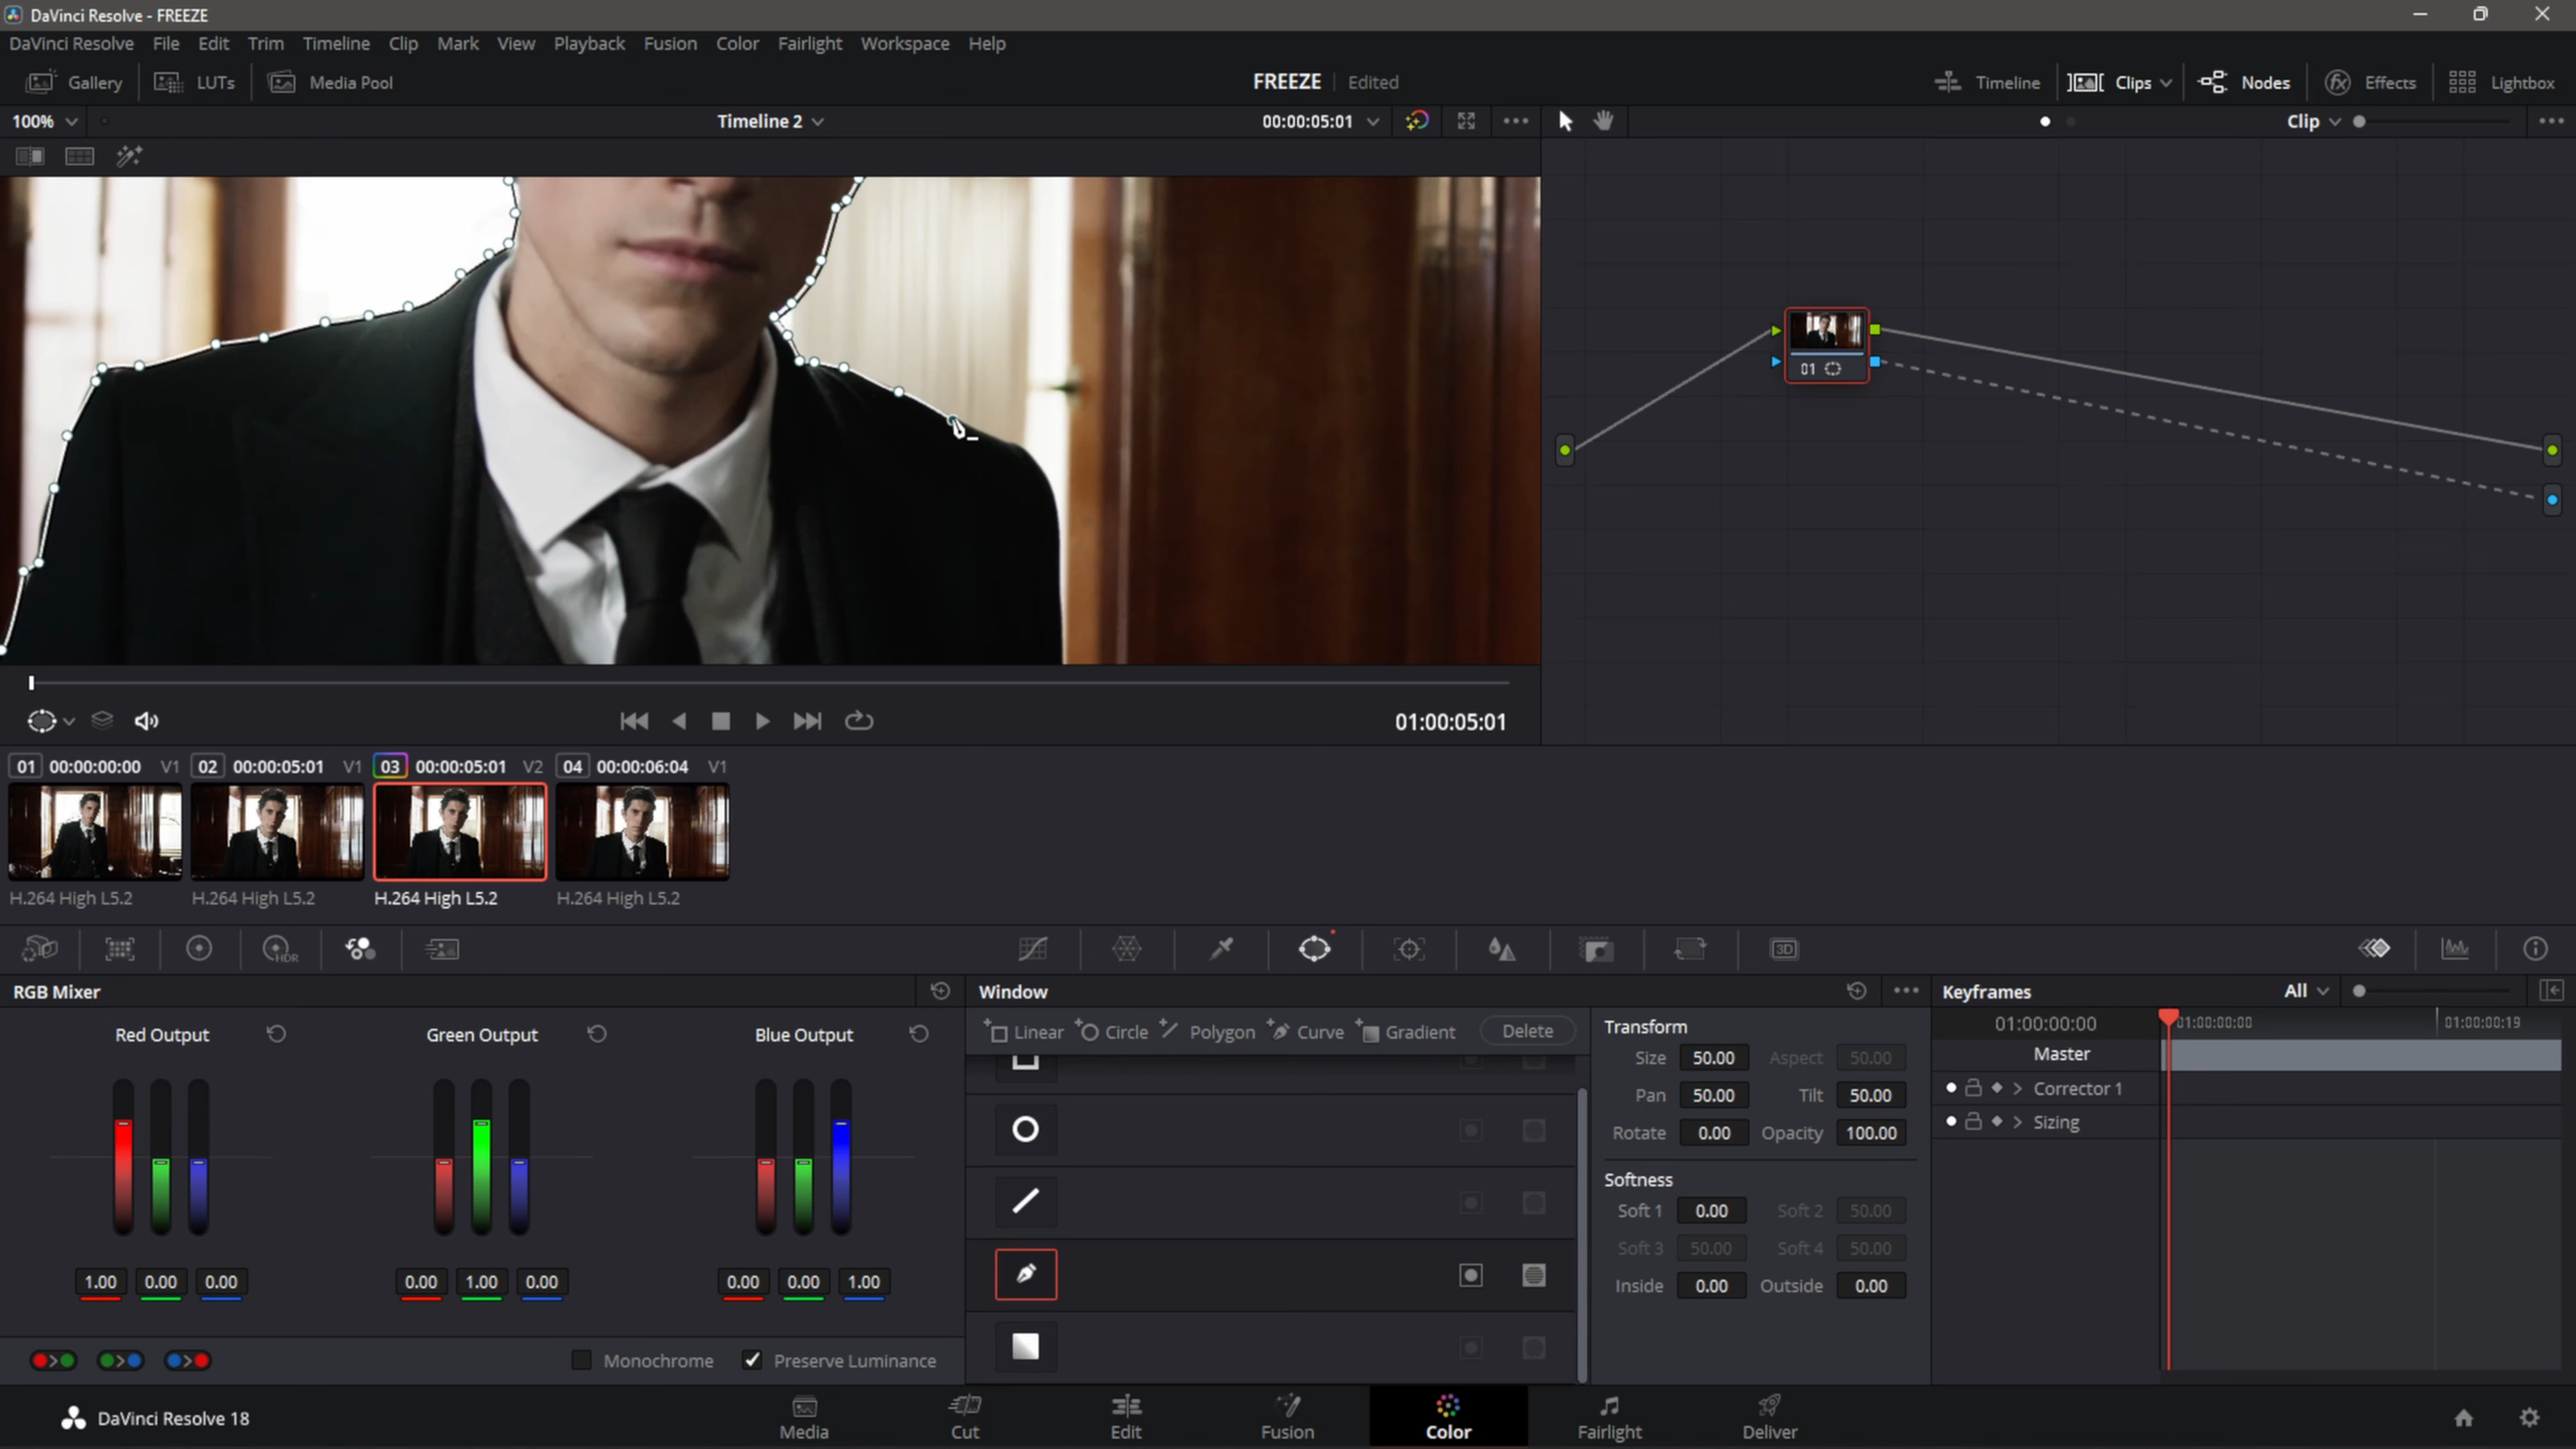 DaVinci Resolve - FREEZE
DaVinci Resolve File Edit Trim Timeline Clip Mark View Playback Fusion Color Fairlight Workspace Help
Gallery LUTs Media Pool FREEZE Edited Timeline Clips Nodes Effects Lightbox
100% Timeline 2 00:00:05:01 Clip
01
01:00:05:01
01 00:00:00:00 V1 02 00:00:05:01 V1 03 00:00:05:01 V2 04 00:00:06:04 V1
H.264 High L5.2 H.264 High L5.2 H.264 High L5.2 H.264 High L5.2
HDR 3D
RGB Mixer Window Keyframes All
Red Output Green Output Blue Output
1.00 0.00 0.00 0.00 1.00 0.00 0.00 0.00 1.00
Monochrome Preserve Luminance
Linear Circle Polygon Curve Gradient Delete
Transform
Size 50.00 Aspect 50.00
Pan 50.00 Tilt 50.00
Rotate 0.00 Opacity 100.00
Softness
Soft 1 0.00 Soft 2 50.00
Soft 3 50.00 Soft 4 50.00
Inside 0.00 Outside 0.00
01:00:00:00 01:00:00:00 01:00:00:19
Master
Corrector 1
Sizing
DaVinci Resolve 18 Media Cut Edit Fusion Color Fairlight Deliver